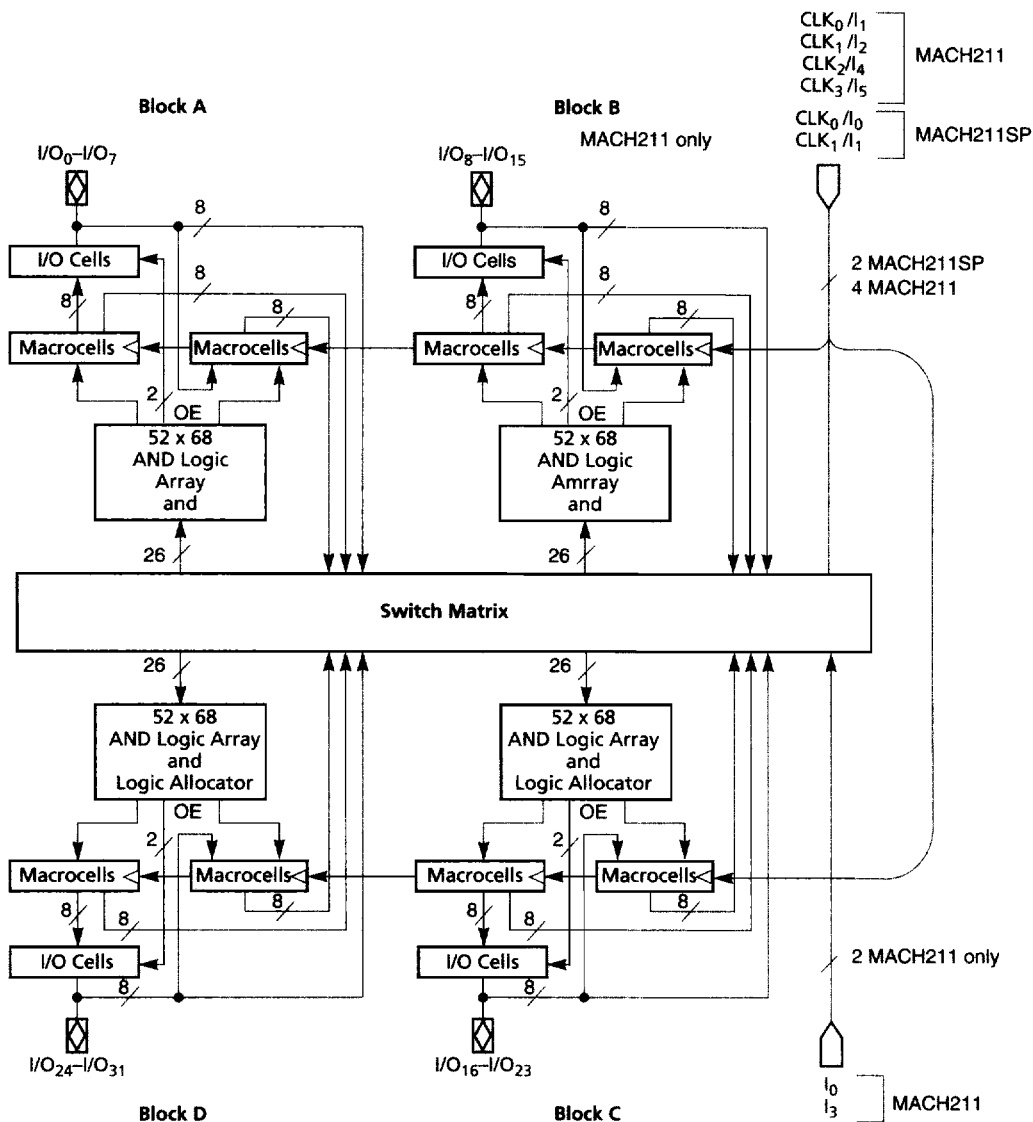 CLK0/I1
CLK1/I2
CLK2/I4
CLK3/I5
MACH211
CLK0/I0
CLK1/I1
MACH211SP
Block A
Block B
MACH211 only
I/O0–I/O7
I/O8–I/O15
8
8
I/O Cells
I/O Cells
2 MACH211SP
4 MACH211
8
8
8
8
8
8
Macrocells
Macrocells
Macrocells
Macrocells
2
OE
2
OE
52 x 68
AND Logic
Array
and
52 x 68
AND Logic
Amrray
and
26
26
Switch Matrix
26
26
52 x 68
AND Logic Array
and
Logic Allocator
52 x 68
AND Logic Array
and
Logic Allocator
OE
OE
2
2
Macrocells
Macrocells
Macrocells
Macrocells
8
8
8
8
8
8
I/O Cells
I/O Cells
2 MACH211 only
8
8
I/O24–I/O31
I/O16–I/O23
I0
I3
MACH211
Block D
Block C